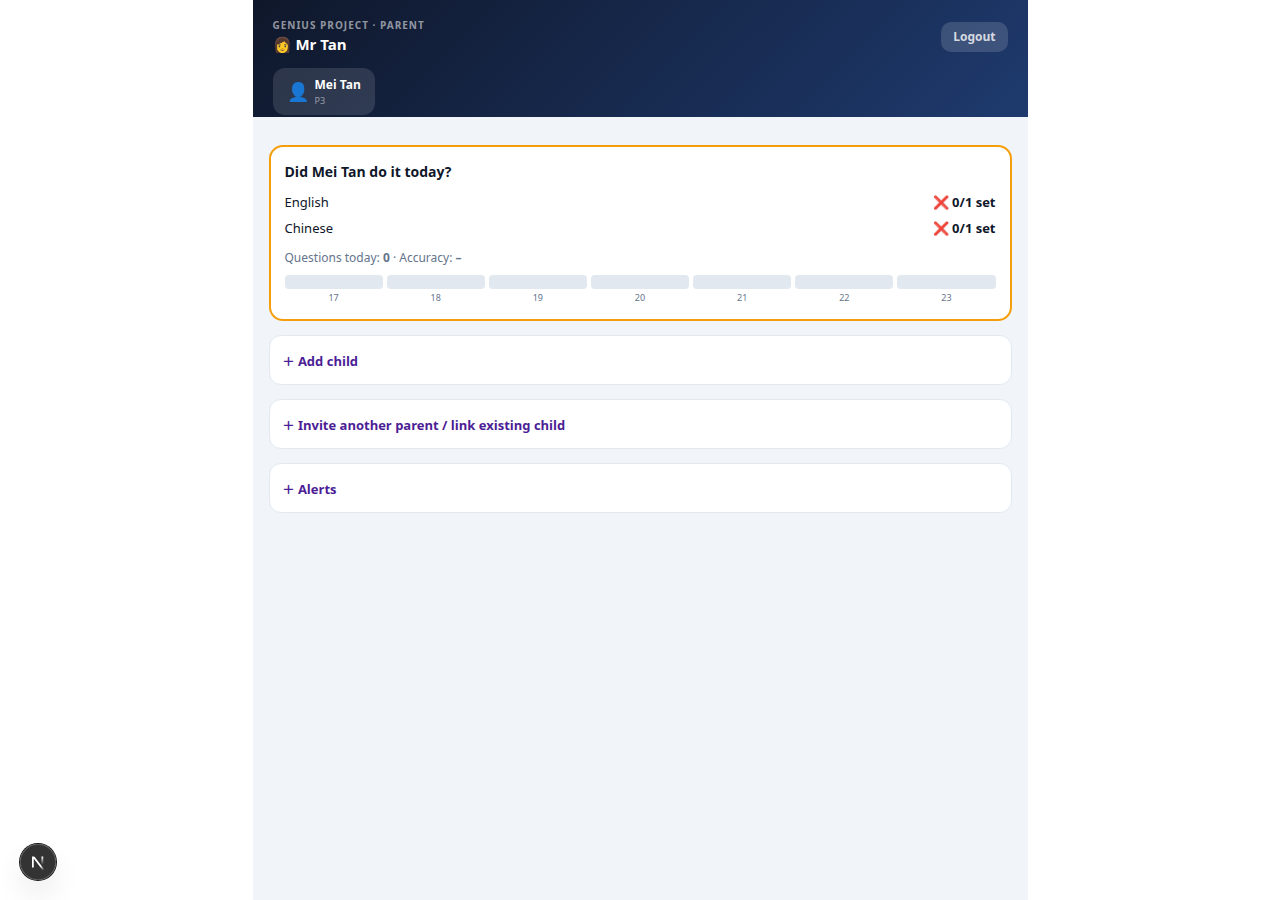 GENIUS PROJECT · PARENT
👩 Mr Tan
Logout
👤 Mei Tan
P3
Did Mei Tan do it today?
English ❌ 0/1 set
Chinese ❌ 0/1 set
Questions today: 0 · Accuracy: –
17 18 19 20 21 22 23
+ Add child
+ Invite another parent / link existing child
+ Alerts
N